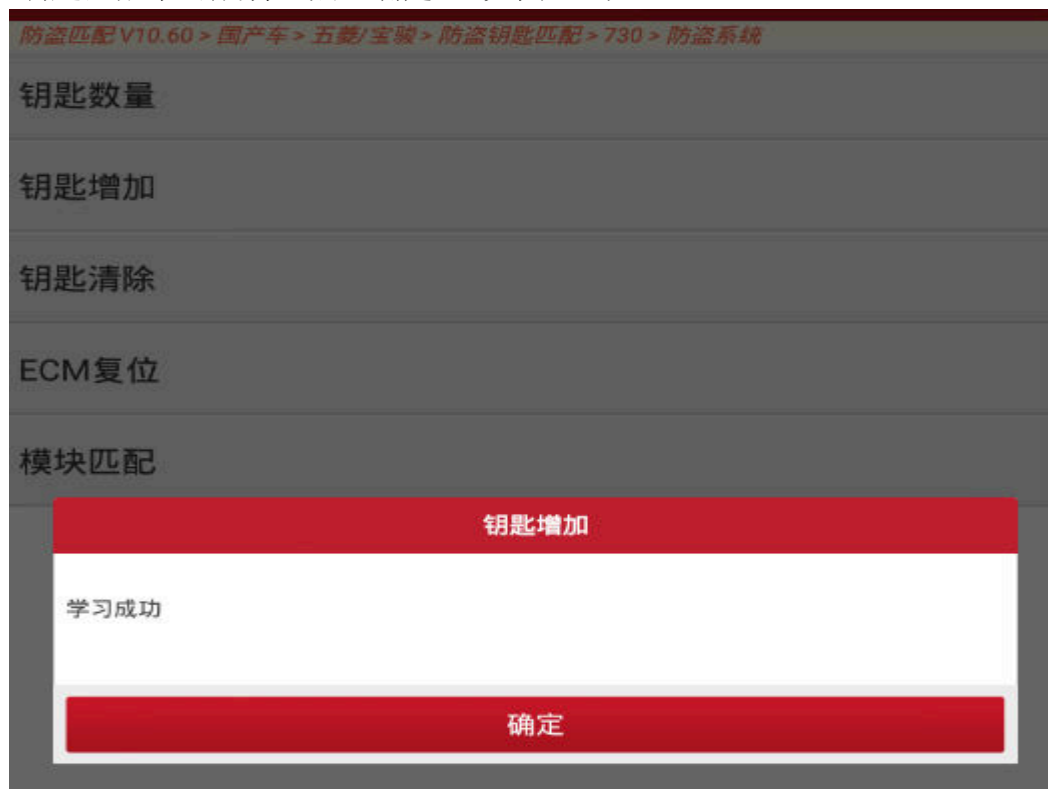 防盗匹配 V10.60 > 国产车 > 五菱/宝骏 > 防盗钥匙匹配 > 730 > 防盗系统
钥匙数量
钥匙增加
钥匙清除
ECM复位
模块匹配
钥匙增加
学习成功
确定